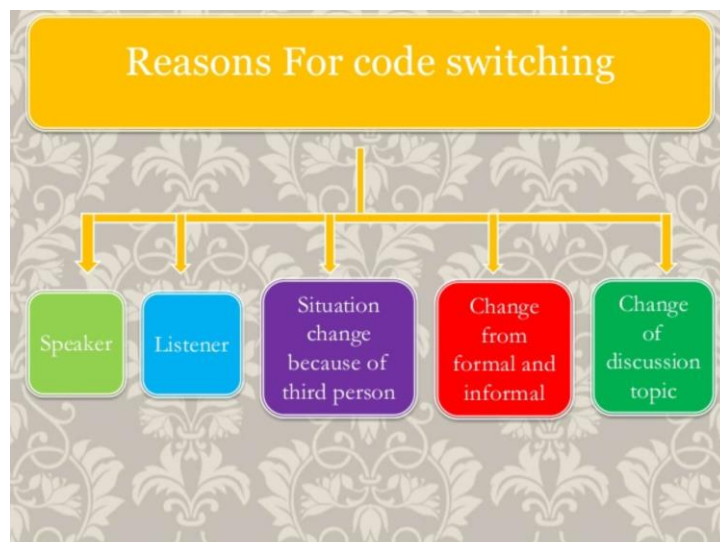 Reasons For code switching
Speaker
Listener
Situation
change
because of
third person
Change
from
formal and
informal
Change
of
discussion
topic